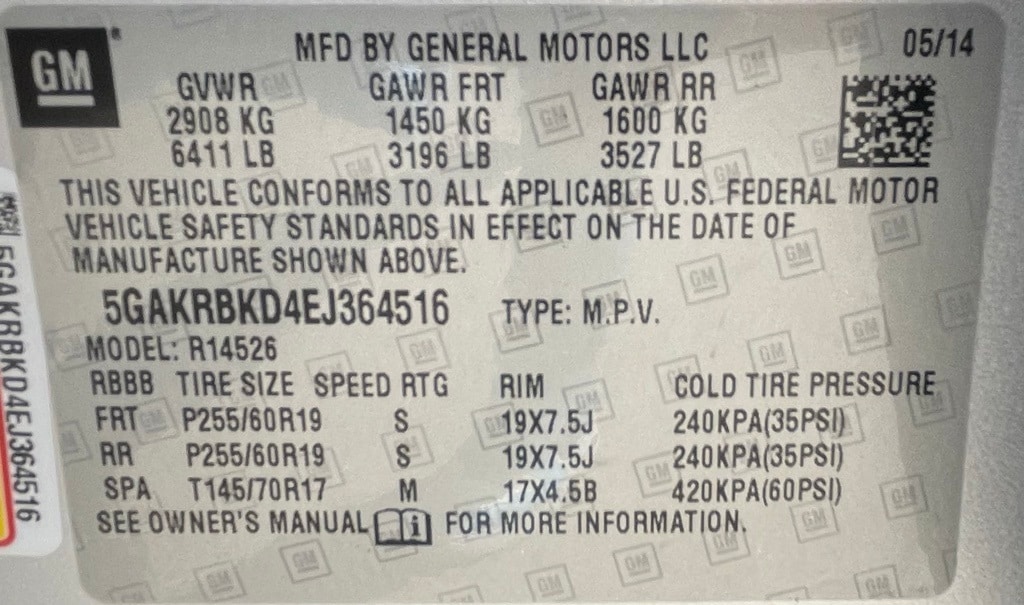 GM
MFD BY GENERAL MOTORS LLC 05/14
GVWR GAWR FRT GAWR RR
2908 KG 1450 KG 1600 KG
6411 LB 3196 LB 3527 LB
THIS VEHICLE CONFORMS TO ALL APPLICABLE U.S. FEDERAL MOTOR
VEHICLE SAFETY STANDARDS IN EFFECT ON THE DATE OF
MANUFACTURE SHOWN ABOVE.
5GAKRBKD4EJ364516 TYPE: M.P.V.
MODEL: R14526
RBBB TIRE SIZE SPEED RTG RIM COLD TIRE PRESSURE
FRT P255/60R19 S 19X7.5J 240KPA(35PSI)
RR P255/60R19 S 19X7.5J 240KPA(35PSI)
SPA T145/70R17 M 17X4.5B 420KPA(60PSI)
SEE OWNER'S MANUAL i FOR MORE INFORMATION.
5GAKRBKD4EJ364516